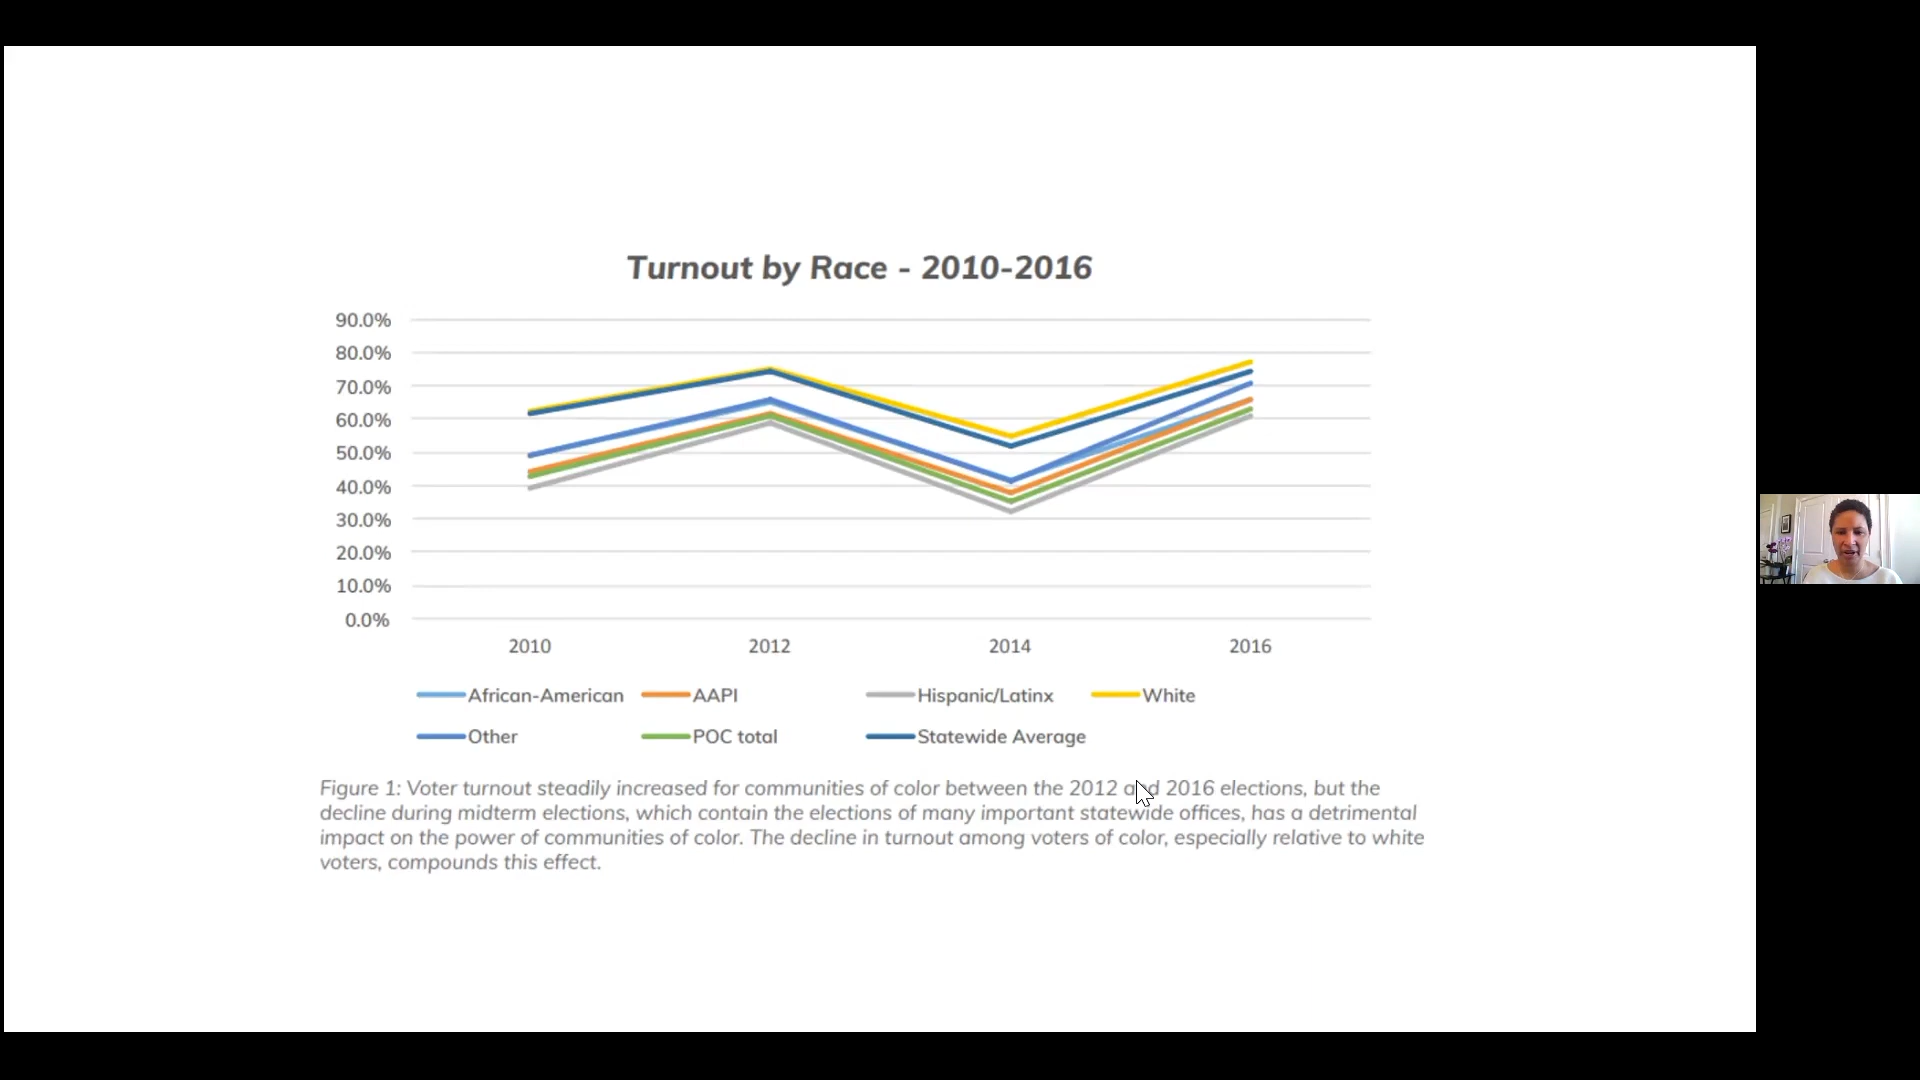 Turnout by Race - 2010-2016
90.0%
80.0%
70.0%
60.0%
50.0%
40.0%
30.0%
20.0%
10.0%
0.0%
2010 2012 2014 2016
African-American AAPI Hispanic/Latinx White
Other POC total Statewide Average
Figure 1: Voter turnout steadily increased for communities of color between the 2012 and 2016 elections, but the
decline during midterm elections, which contain the elections of many important statewide offices, has a detrimental
impact on the power of communities of color. The decline in turnout among voters of color, especially relative to white
voters, compounds this effect.